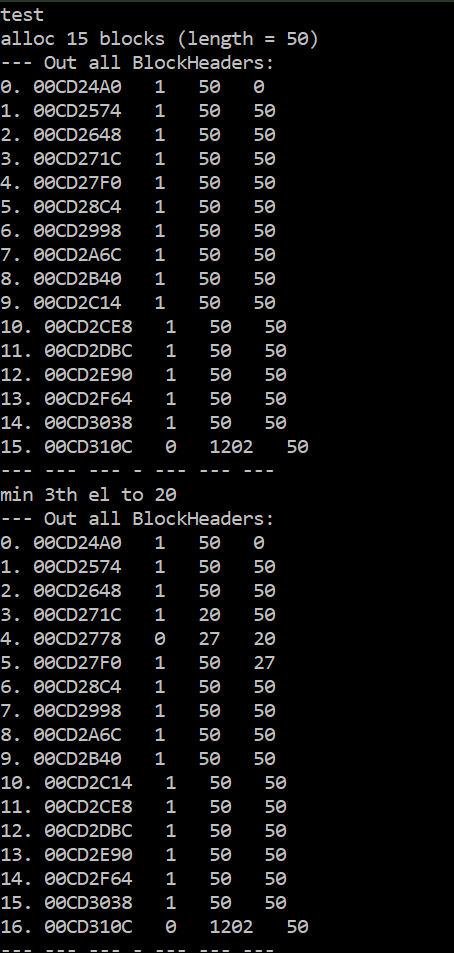 test
alloc 15 blocks (length = 50)
--- Out all BlockHeaders:
0. 00CD24A0   1   50   0
1. 00CD2574   1   50   50
2. 00CD2648   1   50   50
3. 00CD271C   1   50   50
4. 00CD27F0   1   50   50
5. 00CD28C4   1   50   50
6. 00CD2998   1   50   50
7. 00CD2A6C   1   50   50
8. 00CD2B40   1   50   50
9. 00CD2C14   1   50   50
10. 00CD2CE8   1   50   50
11. 00CD2DBC   1   50   50
12. 00CD2E90   1   50   50
13. 00CD2F64   1   50   50
14. 00CD3038   1   50   50
15. 00CD310C   0   1202   50
--- --- --- - --- --- ---
min 3th el to 20
--- Out all BlockHeaders:
0. 00CD24A0   1   50   0
1. 00CD2574   1   50   50
2. 00CD2648   1   50   50
3. 00CD271C   1   20   50
4. 00CD2778   0   27   20
5. 00CD27F0   1   50   27
6. 00CD28C4   1   50   50
7. 00CD2998   1   50   50
8. 00CD2A6C   1   50   50
9. 00CD2B40   1   50   50
10. 00CD2C14   1   50   50
11. 00CD2CE8   1   50   50
12. 00CD2DBC   1   50   50
13. 00CD2E90   1   50   50
14. 00CD2F64   1   50   50
15. 00CD3038   1   50   50
16. 00CD310C   0   1202   50
--- --- --- - --- --- ---